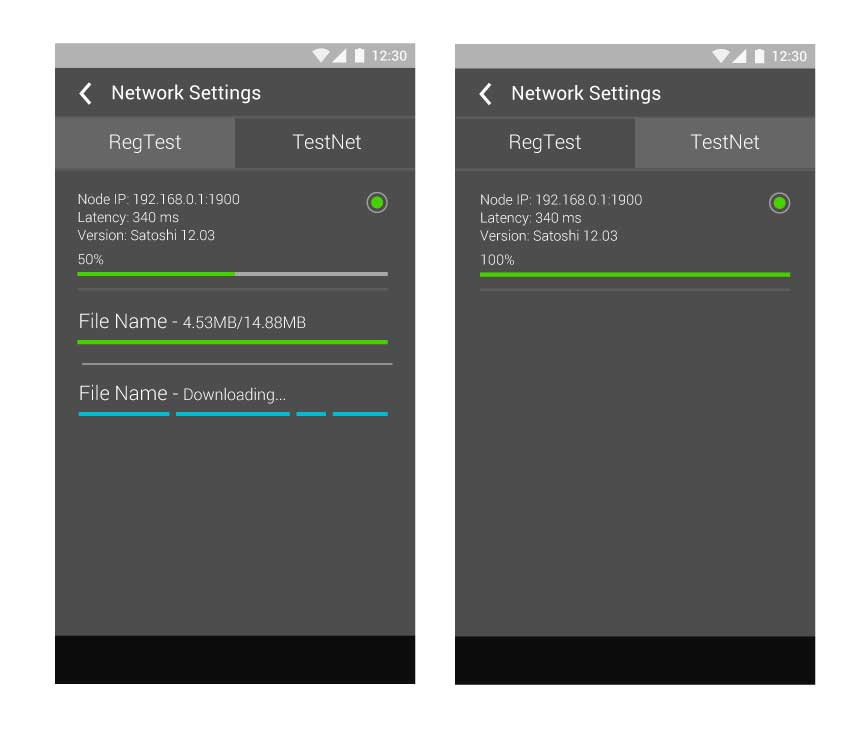 12:30
Network Settings
RegTest TestNet
Node IP: 192.168.0.1:1900
Latency: 340 ms
Version: Satoshi 12.03
50%
File Name - 4.53MB/14.88MB
File Name - Downloading...
12:30
Network Settings
RegTest TestNet
Node IP: 192.168.0.1:1900
Latency: 340 ms
Version: Satoshi 12.03
100%